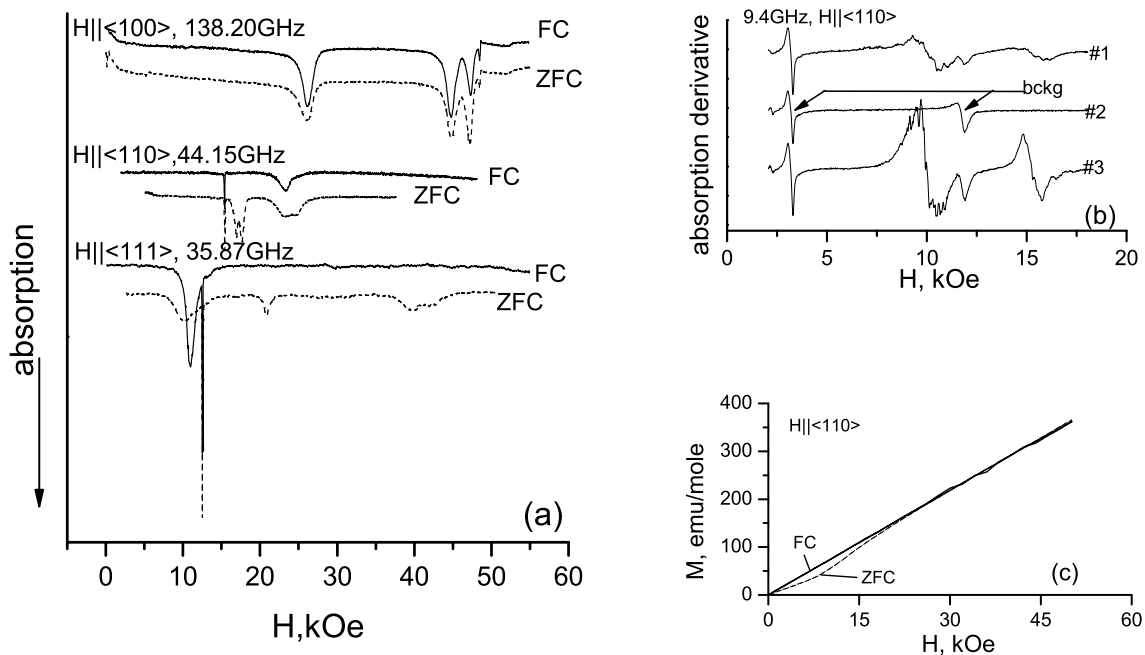 H||<100>, 138.20GHz
FC
ZFC
H||<110>,44.15GHz
FC
ZFC
H||<111>, 35.87GHz
FC
ZFC
absorption
(a)
0 10 20 30 40 50 60
H,kOe
9.4GHz, H||<110>
#1
bckg
#2
#3
absorption derivative
(b)
0 5 10 15 20
H, kOe
400
300
200
100
0
M, emu/mole
H||<110>
FC
ZFC
(c)
0 15 30 45 60
H, kOe